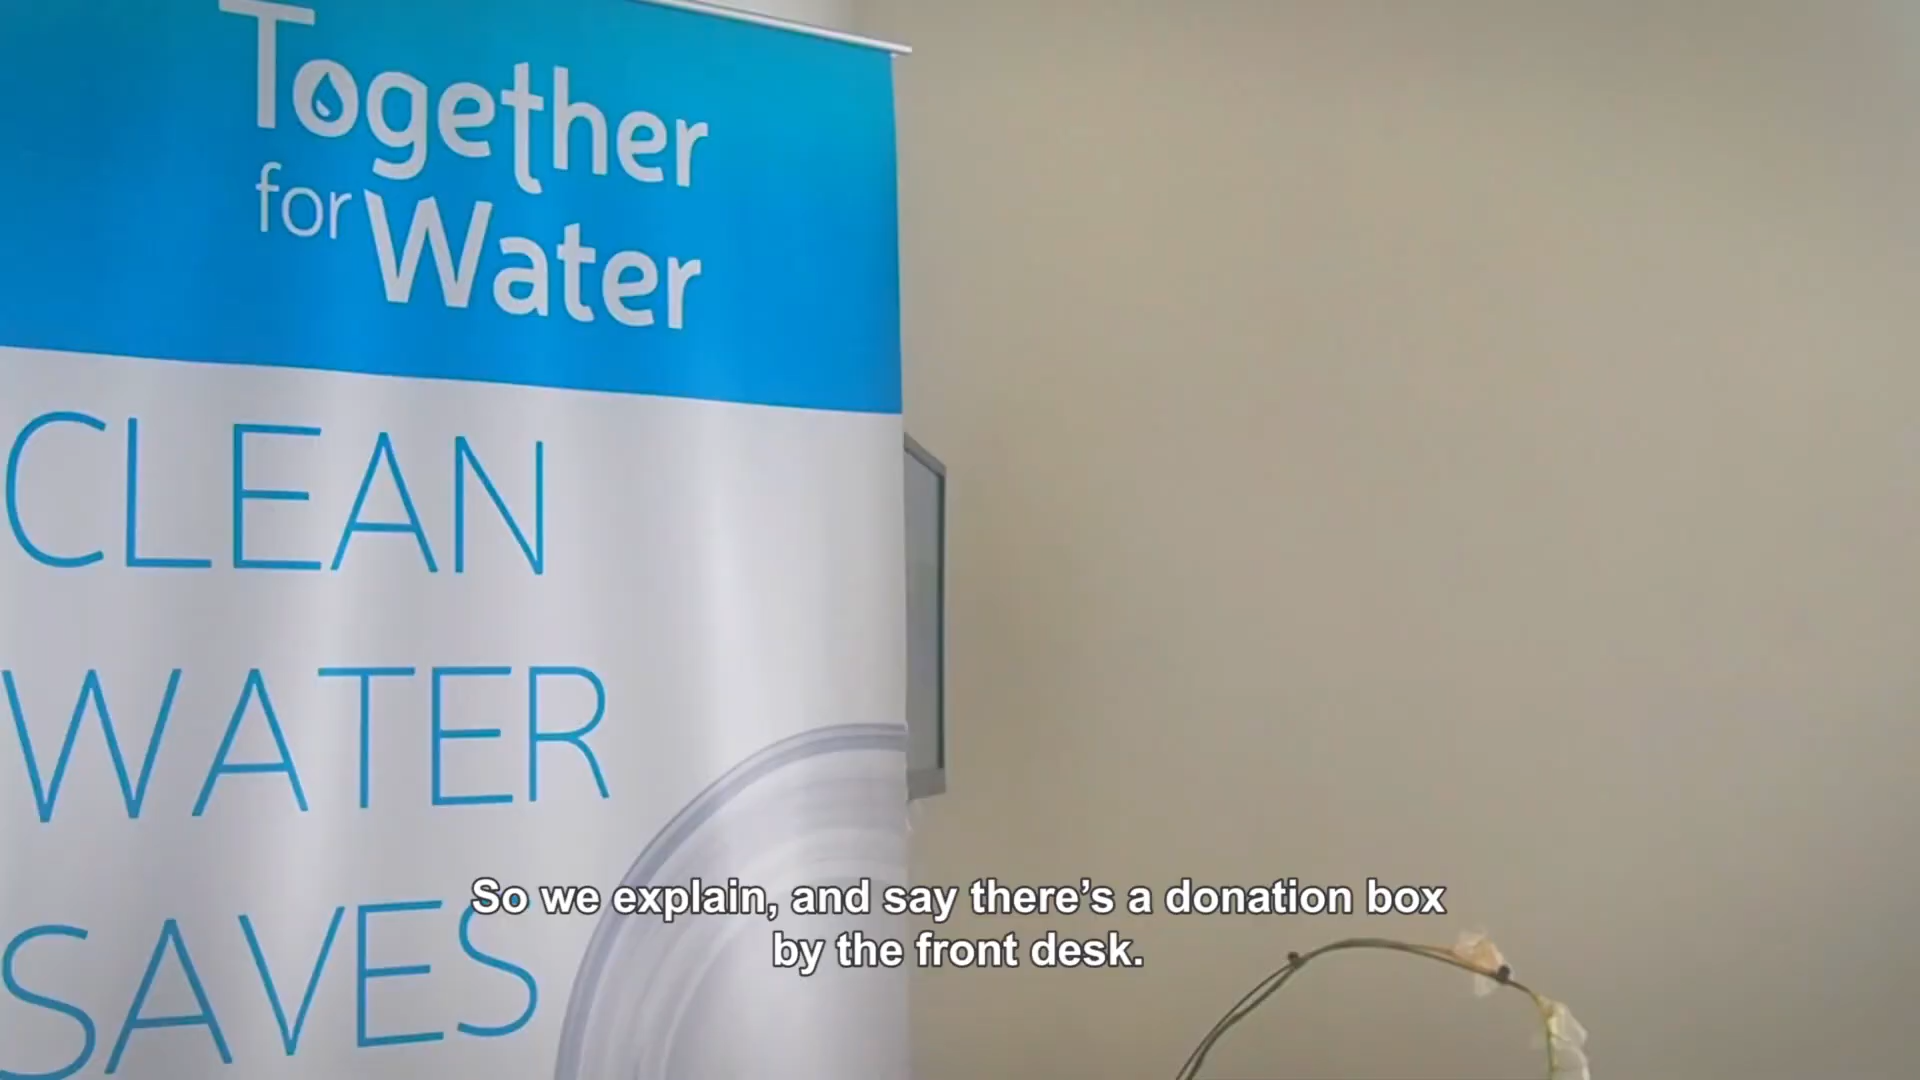 Together
for Water
CLEAN
WATER
SAVES
So we explain, and say there’s a donation box
by the front desk.